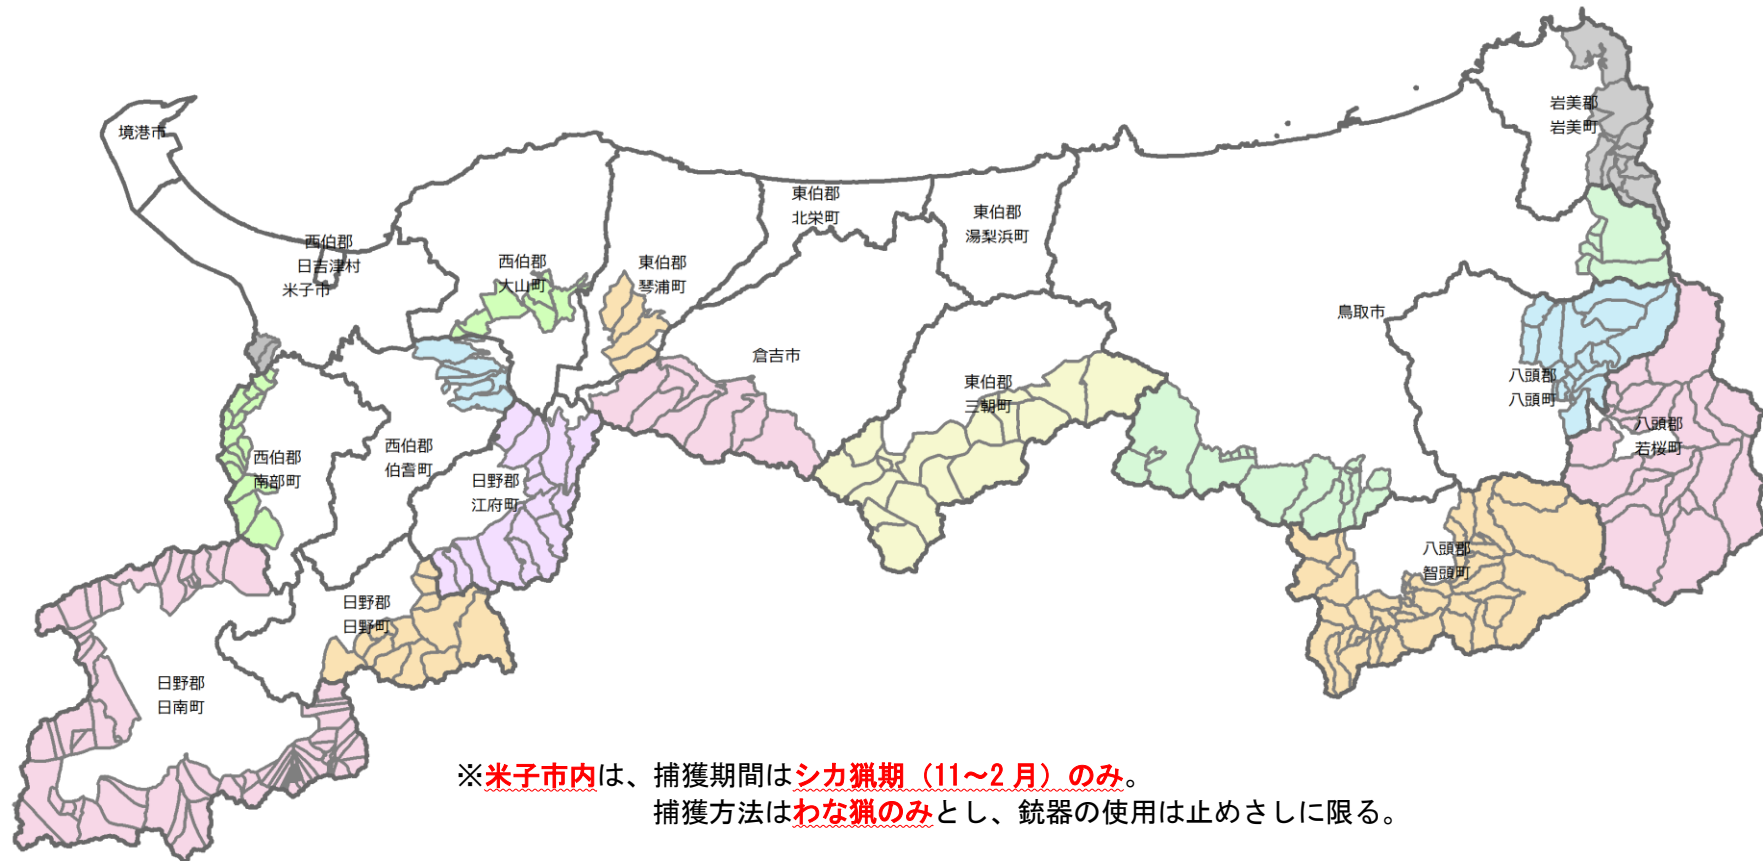 境港市
西伯郡
日吉津村
米子市
西伯郡
大山町
東伯郡
琴浦町
東伯郡
北栄町
東伯郡
湯梨浜町
岩美郡
岩美町
鳥取市
倉吉市
東伯郡
三朝町
八頭郡
八頭町
八頭郡
若桜町
西伯郡
南部町
西伯郡
伯耆町
日野郡
江府町
八頭郡
智頭町
日野郡
日野町
日野郡
日南町
※米子市内は、捕獲期間はシカ猟期（11～2 月）のみ。
捕獲方法はわな猟のみとし、銃器の使用は止めさしに限る。